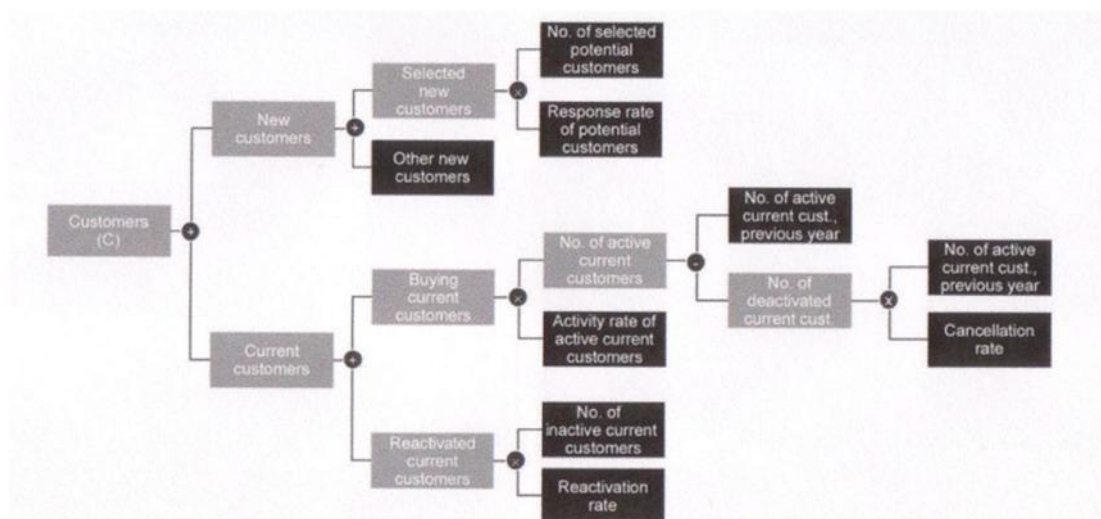 No. of selected
potential
customers
Selected
new
customers
x
New
customers
+
Response rate
of potential
customers
Other new
customers
Customers
(C)
+
No. of active
current cust.,
previous year
No. of active
current
customers
-
No. of active
current cust.,
previous year
Buying
current
customers
x
No. of
deactivated
current cust.
x
Activity rate of
active current
customers
Cancellation
rate
Current
customers
+
No. of
inactive current
customers
Reactivated
current
customers
x
Reactivation
rate